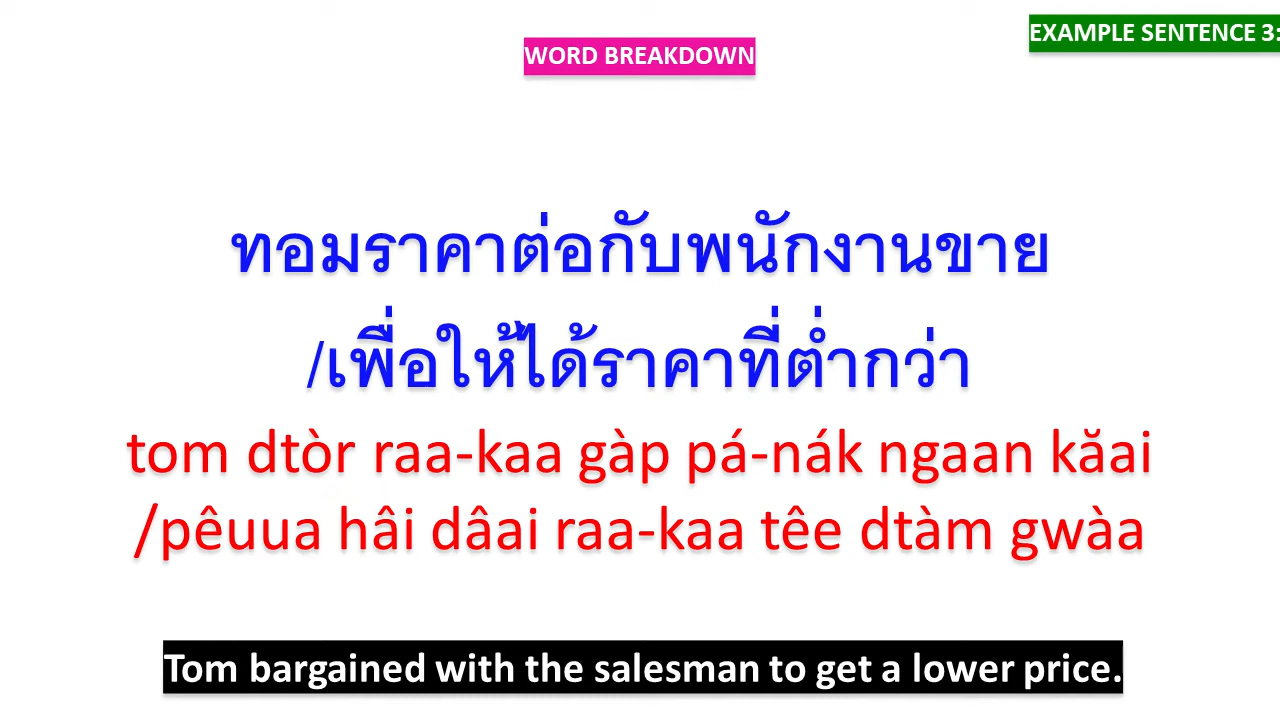 EXAMPLE SENTENCE 3:
WORD BREAKDOWN
ทอมราคาต่อกับพนักงานขาย
/เพื่อให้ได้ราคาที่ต่ำกว่า
tom dtòr raa-kaa gàp pá-nák ngaan kăai
/pêuua hâi dâai raa-kaa têe dtàm gwàa
Tom bargained with the salesman to get a lower price.